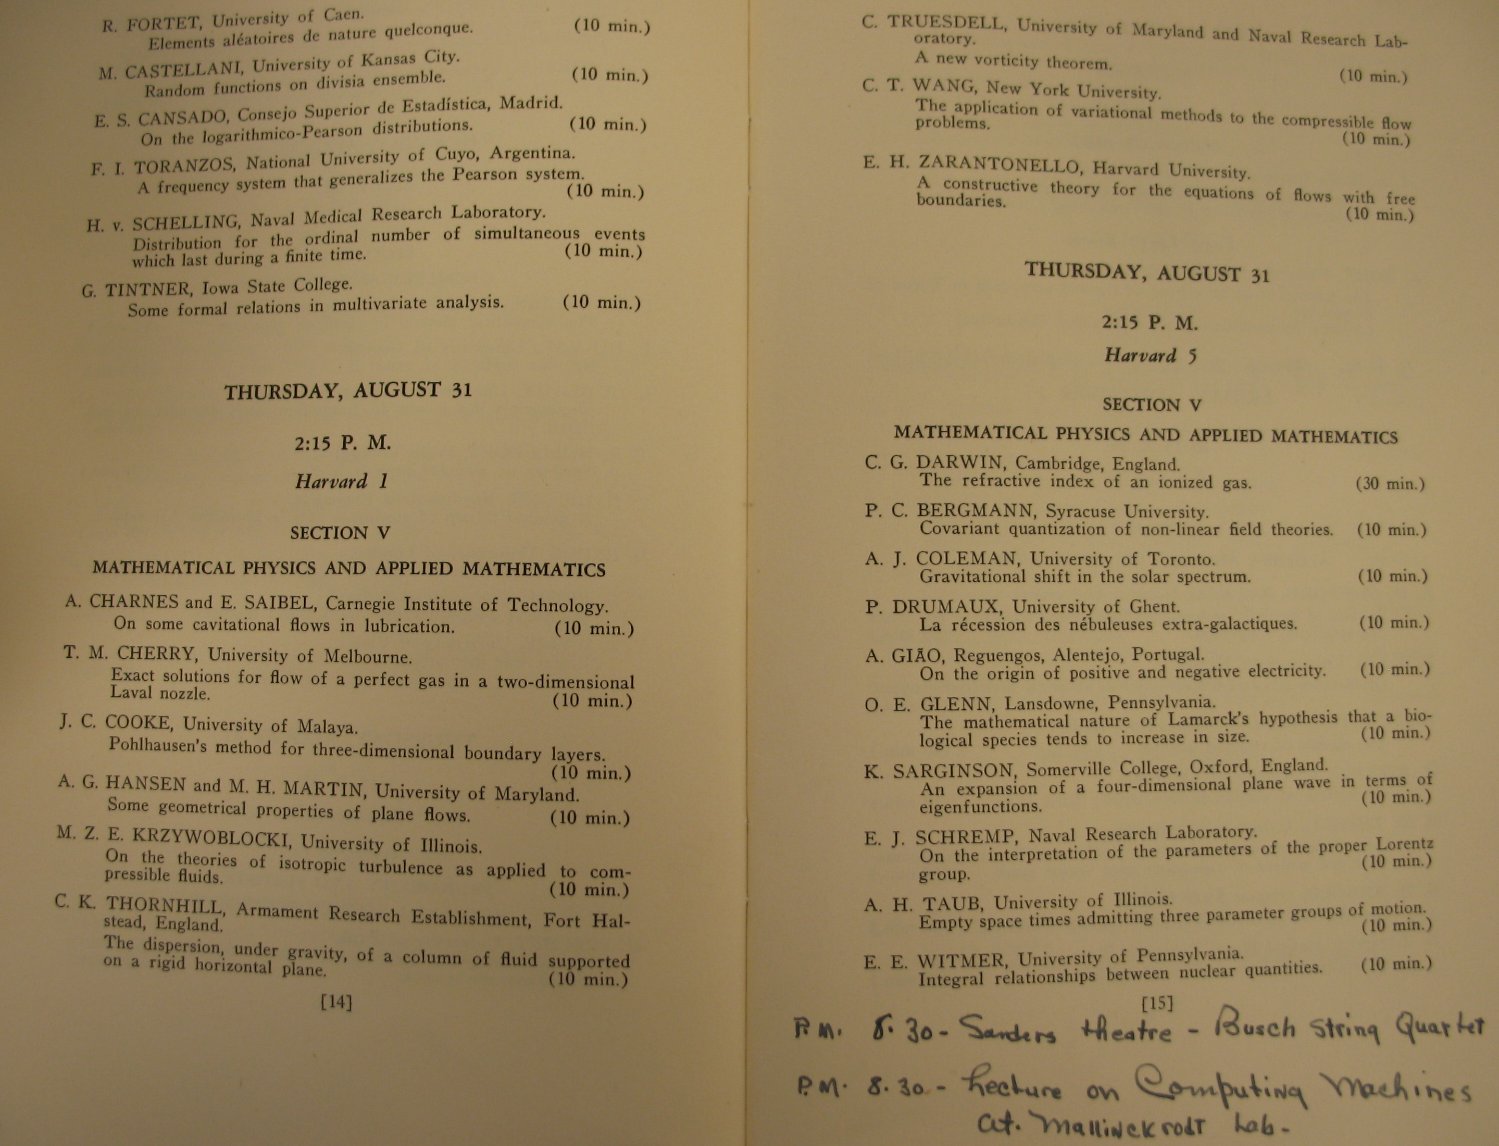 R. FORTET, University of Caen.
Elements aléatoires de nature quelconque. (10 min.)
M. CASTELLANI, University of Kansas City.
Random functions on divisia ensemble. (10 min.)
E. S. CANSADO, Consejo Superior de Estadística, Madrid.
On the logarithmico-Pearson distributions. (10 min.)
F. I. TORANZOS, National University of Cuyo, Argentina.
A frequency system that generalizes the Pearson system.
(10 min.)
H. v. SCHELLING, Naval Medical Research Laboratory.
Distribution for the ordinal number of simultaneous events
which last during a finite time. (10 min.)
G. TINTNER, Iowa State College.
Some formal relations in multivariate analysis. (10 min.)
THURSDAY, AUGUST 31
2:15 P. M.
Harvard 1
SECTION V
MATHEMATICAL PHYSICS AND APPLIED MATHEMATICS
A. CHARNES and E. SAIBEL, Carnegie Institute of Technology.
On some cavitational flows in lubrication. (10 min.)
T. M. CHERRY, University of Melbourne.
Exact solutions for flow of a perfect gas in a two-dimensional
Laval nozzle. (10 min.)
J. C. COOKE, University of Malaya.
Pohlhausen's method for three-dimensional boundary layers.
(10 min.)
A. G. HANSEN and M. H. MARTIN, University of Maryland.
Some geometrical properties of plane flows. (10 min.)
M. Z. E. KRZYWOBLOCKI, University of Illinois.
On the theories of isotropic turbulence as applied to com-
pressible fluids. (10 min.)
C. K. THORNHILL, Armament Research Establishment, Fort Hal-
stead, England.
The dispersion, under gravity, of a column of fluid supported
on a rigid horizontal plane. (10 min.)
[14]
C. TRUESDELL, University of Maryland and Naval Research Lab-
oratory.
A new vorticity theorem. (10 min.)
C. T. WANG, New York University.
The application of variational methods to the compressible flow
problems. (10 min.)
E. H. ZARANTONELLO, Harvard University.
A constructive theory for the equations of flows with free
boundaries. (10 min.)
THURSDAY, AUGUST 31
2:15 P. M.
Harvard 5
SECTION V
MATHEMATICAL PHYSICS AND APPLIED MATHEMATICS
C. G. DARWIN, Cambridge, England.
The refractive index of an ionized gas. (30 min.)
P. C. BERGMANN, Syracuse University.
Covariant quantization of non-linear field theories. (10 min.)
A. J. COLEMAN, University of Toronto.
Gravitational shift in the solar spectrum. (10 min.)
P. DRUMAUX, University of Ghent.
La récession des nébuleuses extra-galactiques. (10 min.)
A. GIÃO, Reguengos, Alentejo, Portugal.
On the origin of positive and negative electricity. (10 min.)
O. E. GLENN, Lansdowne, Pennsylvania.
The mathematical nature of Lamarck's hypothesis that a bio-
logical species tends to increase in size. (10 min.)
K. SARGINSON, Somerville College, Oxford, England.
An expansion of a four-dimensional plane wave in terms of
eigenfunctions. (10 min.)
E. J. SCHREMP, Naval Research Laboratory.
On the interpretation of the parameters of the proper Lorentz
group. (10 min.)
A. H. TAUB, University of Illinois.
Empty space times admitting three parameter groups of motion.
(10 min.)
E. E. WITMER, University of Pennsylvania.
Integral relationships between nuclear quantities. (10 min.)
[15]
P.M. 8.30 - Sanders theatre - Busch String Quartet
P.M. 8.30 - Lecture on Computing Machines
at. Mallinckrodt Lab-